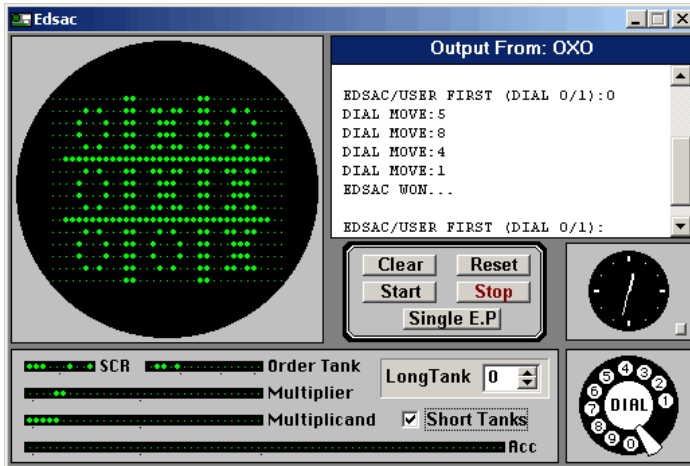 Edsac
Output From: OXO
EDSAC/USER FIRST (DIAL 0/1):0
DIAL MOVE:5
DIAL MOVE:8
DIAL MOVE:4
DIAL MOVE:1
EDSAC WON...
EDSAC/USER FIRST (DIAL 0/1):
Clear Reset
Start Stop
Single E.P
SCR Order Tank
Multiplier
Multiplicand
Acc
LongTank 0
Short Tanks
1 2 3 4 5 6 7 8 9 0
DIAL